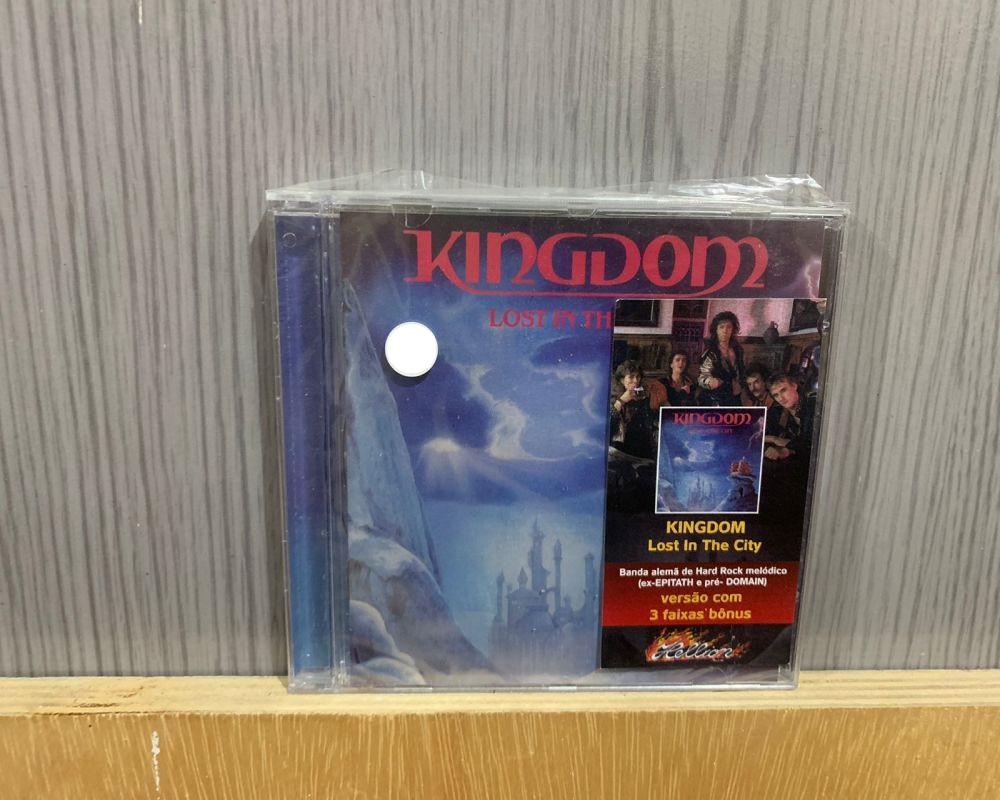 KINGDOM
LOST IN TH
KINGDOM
KINGDOM
Lost In The City
Banda alemã de Hard Rock melódico
(ex-EPITATH e pré- DOMAIN)
versão com
3 faixas bônus
Hellion